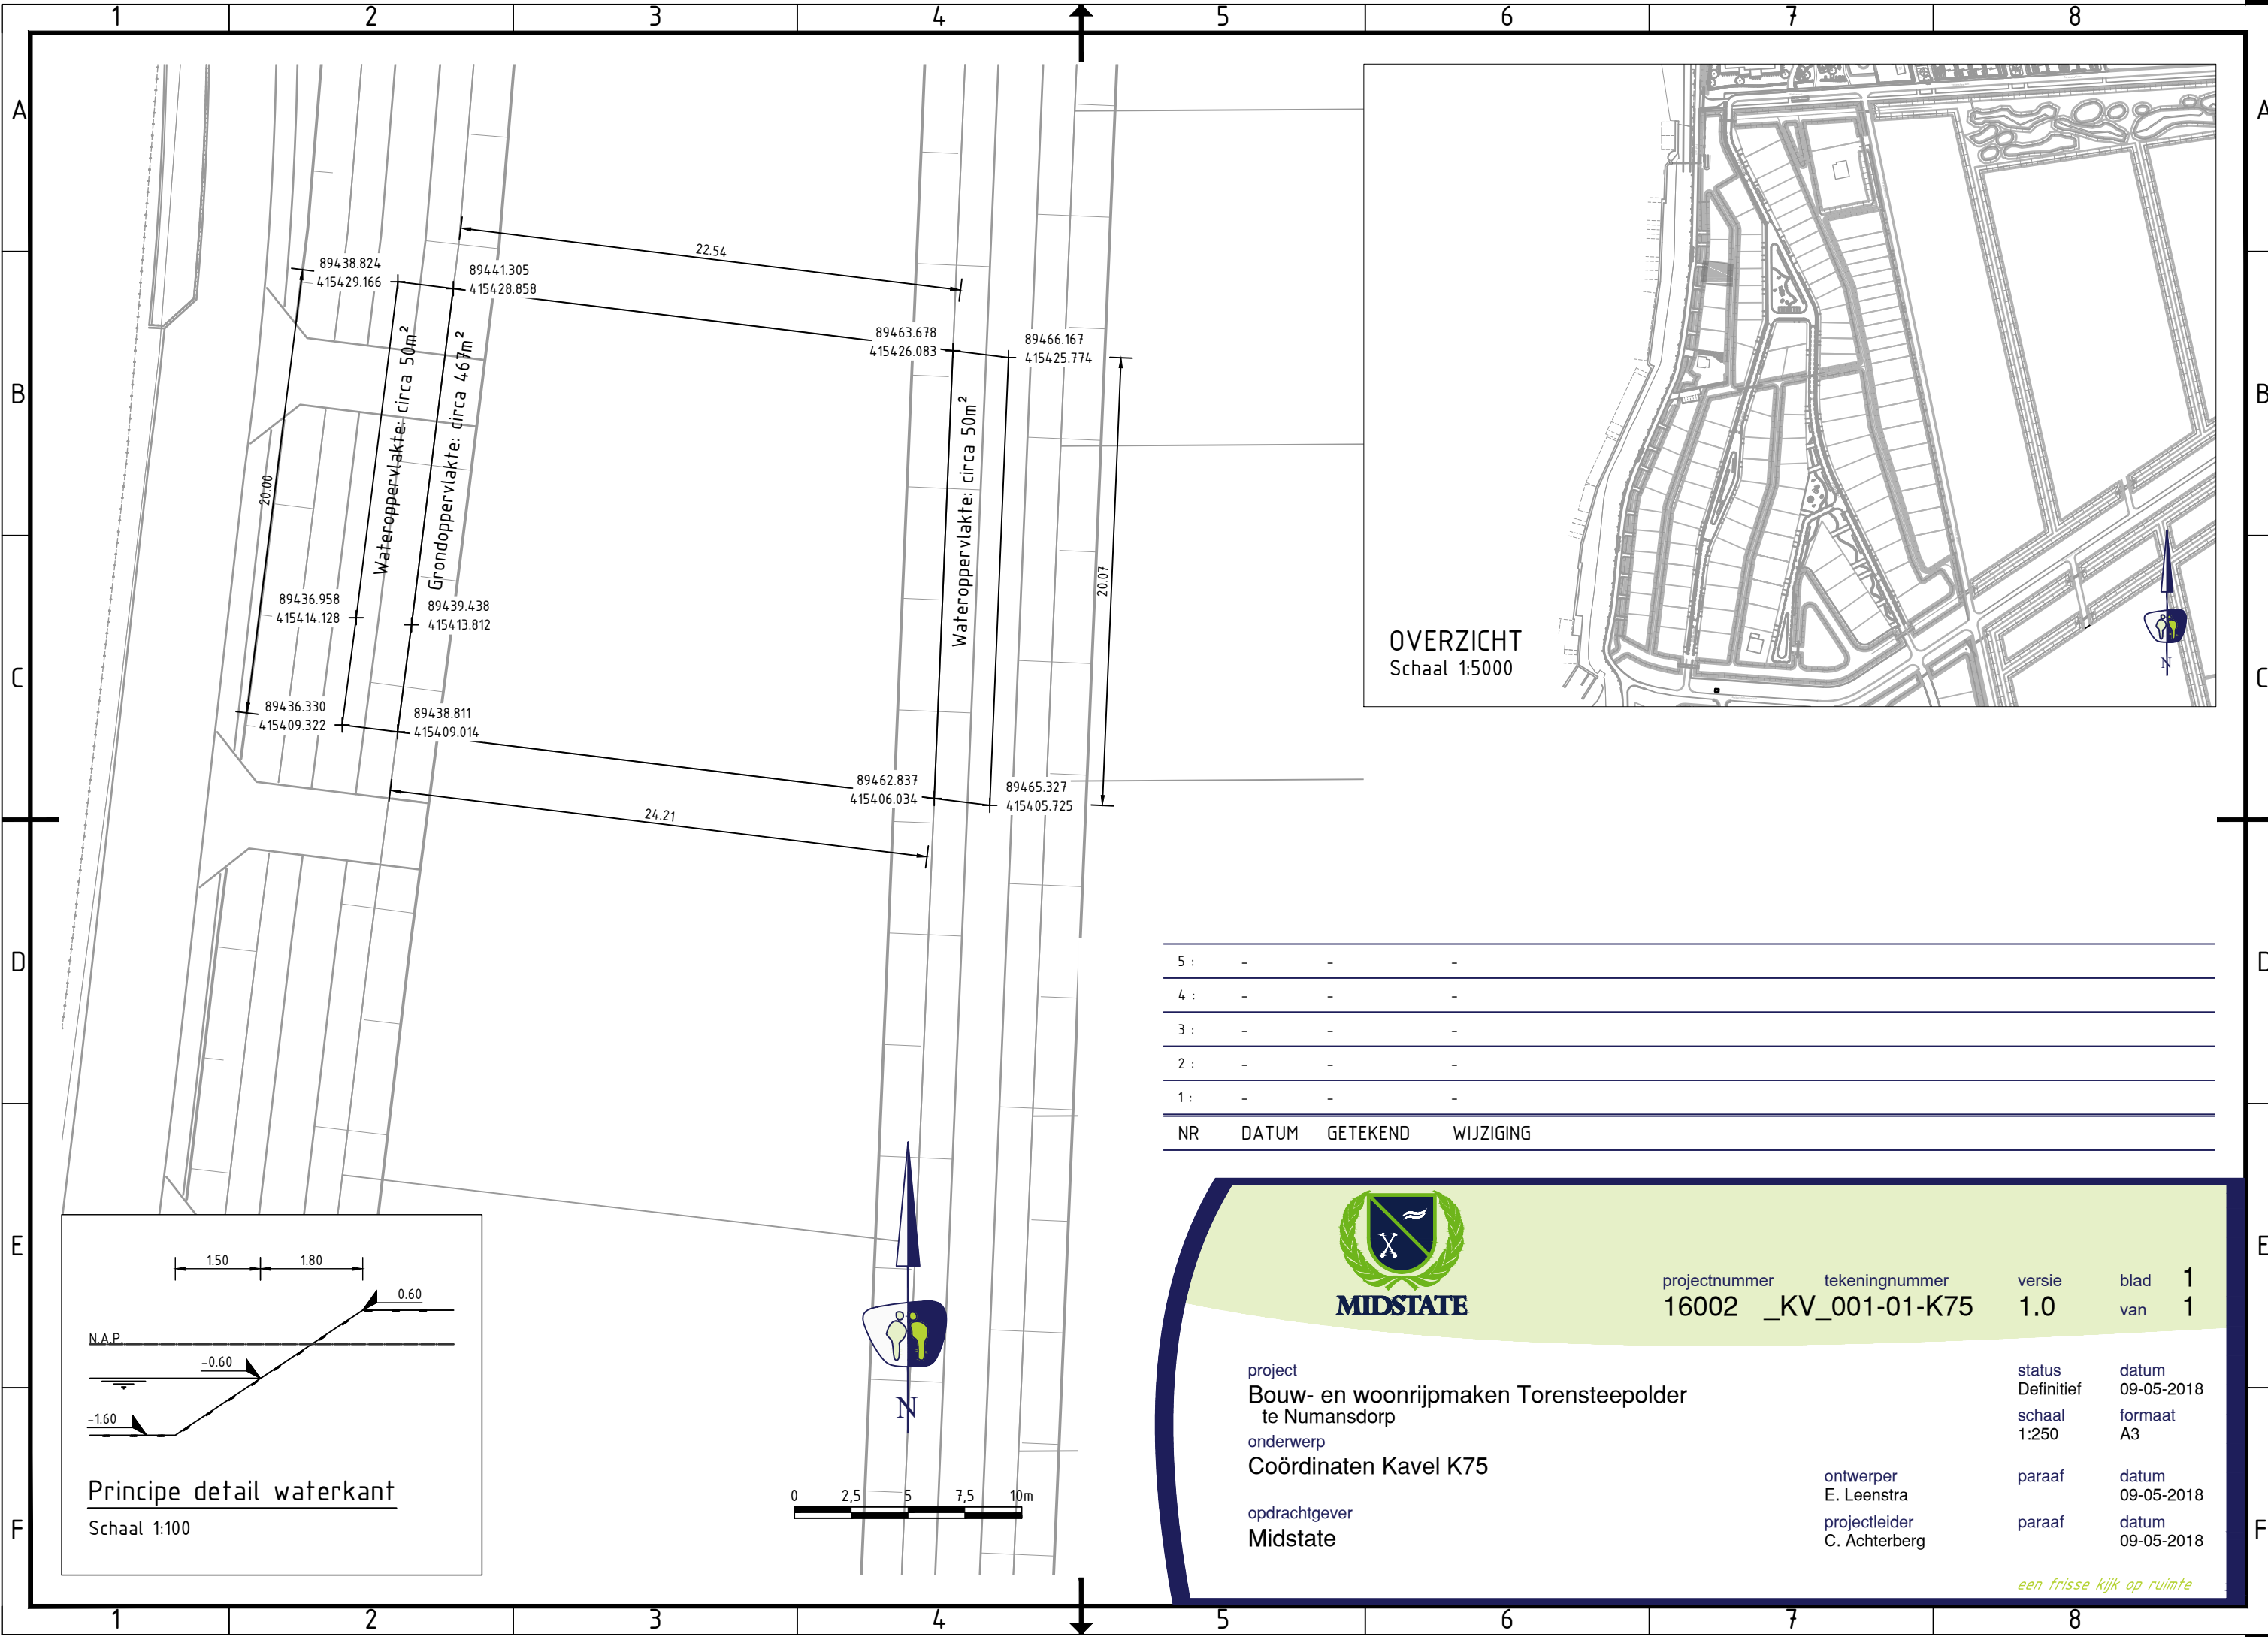 1 2 3 4 5 6 7 8
A A
B B
C C
D D
E E
F F
22.54
89438.824
415429.166
89441.305
415428.858
89463.678
415426.083
89466.167
415425.774
Wateroppervlakte: circa 50m²
Grondoppervlakte: circa 467m²
Wateroppervlakte: circa 50m²
20.00
20.07
89436.958
415414.128
89439.438
415413.812
89436.330
415409.322
89438.811
415409.014
89462.837
415406.034
89465.327
415405.725
24.21
OVERZICHT
Schaal 1:5000
N
5 : - - -
4 : - - -
3 : - - -
2 : - - -
1 : - - -
NR DATUM GETEKEND WIJZIGING
1.50 1.80
0.60
N.A.P.
-0.60
-1.60
Principe detail waterkant
Schaal 1:100
N
0 2,5 5 7,5 10m
MIDSTATE
projectnummer tekeningnummer versie blad 1
16002 _KV_001-01-K75 1.0 van 1
project
Bouw- en woonrijpmaken Torensteepolder
te Numansdorp
onderwerp
Coördinaten Kavel K75
opdrachtgever
Midstate
status datum
Definitief 09-05-2018
schaal formaat
1:250 A3
ontwerper paraaf datum
E. Leenstra 09-05-2018
projectleider paraaf datum
C. Achterberg 09-05-2018
een frisse kijk op ruimte
1 2 3 4 5 6 7 8